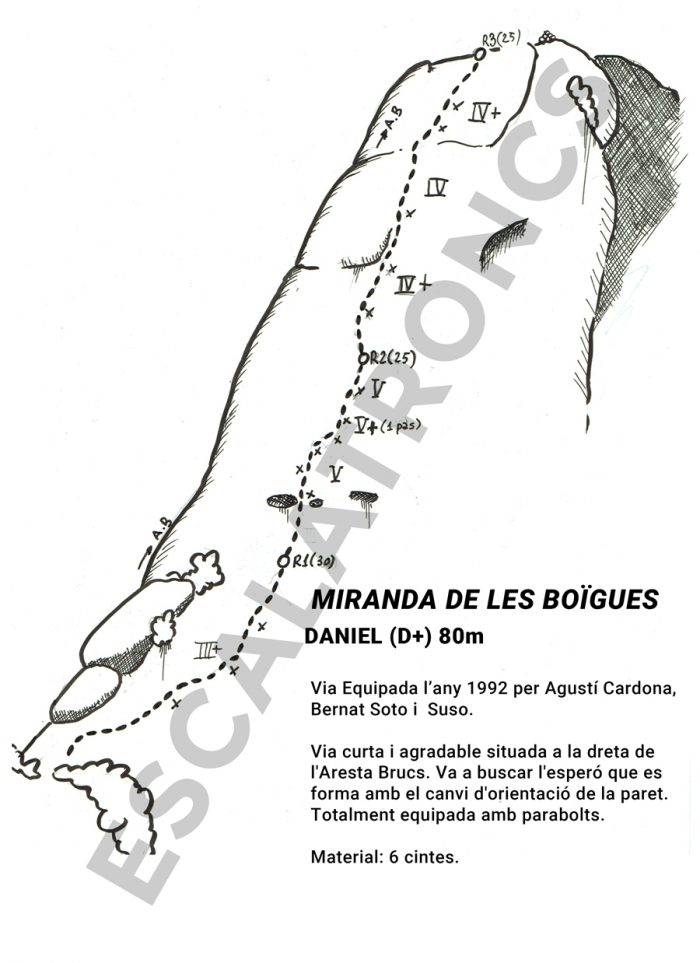 R3(25)
A.B
IV+
IV
IV+
R2(25)
V
V+(1 pas)
V
A.B
R1(30)
III+
MIRANDA DE LES BOÏGUES
DANIEL (D+) 80m
Via Equipada l’any 1992 per Agustí Cardona,
Bernat Soto i  Suso.
Via curta i agradable situada a la dreta de
l'Aresta Brucs. Va a buscar l'esperó que es
forma amb el canvi d'orientació de la paret.
Totalment equipada amb parabolts.
Material: 6 cintes.
ESCALATRONCS